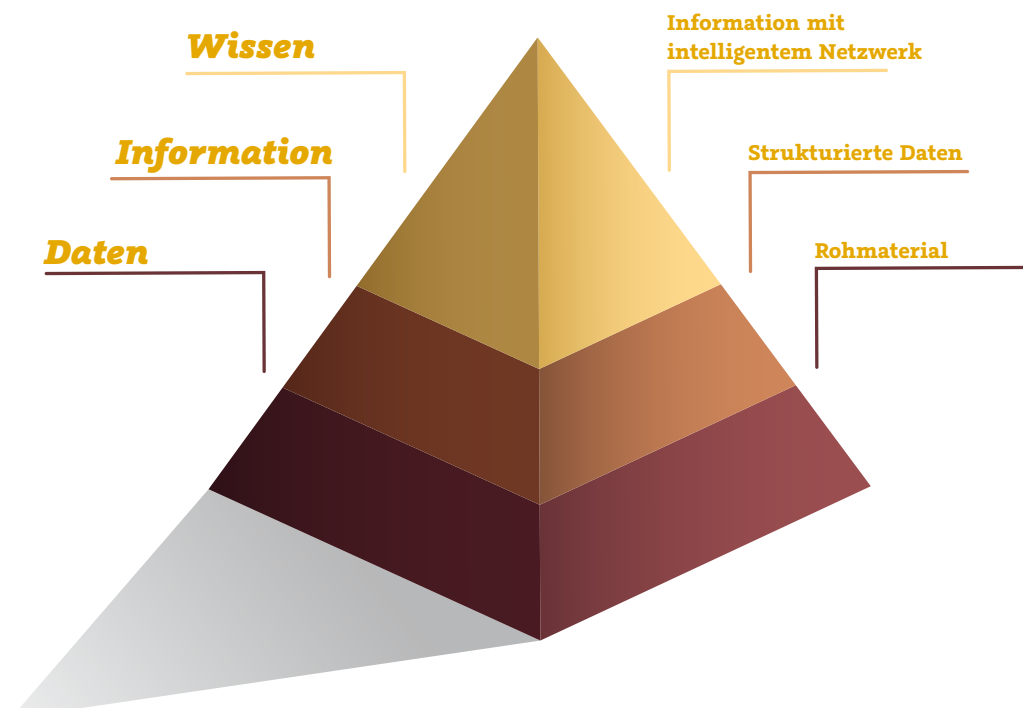 Wissen
Information mit
intelligentem Netzwerk
Information
Strukturierte Daten
Daten
Rohmaterial